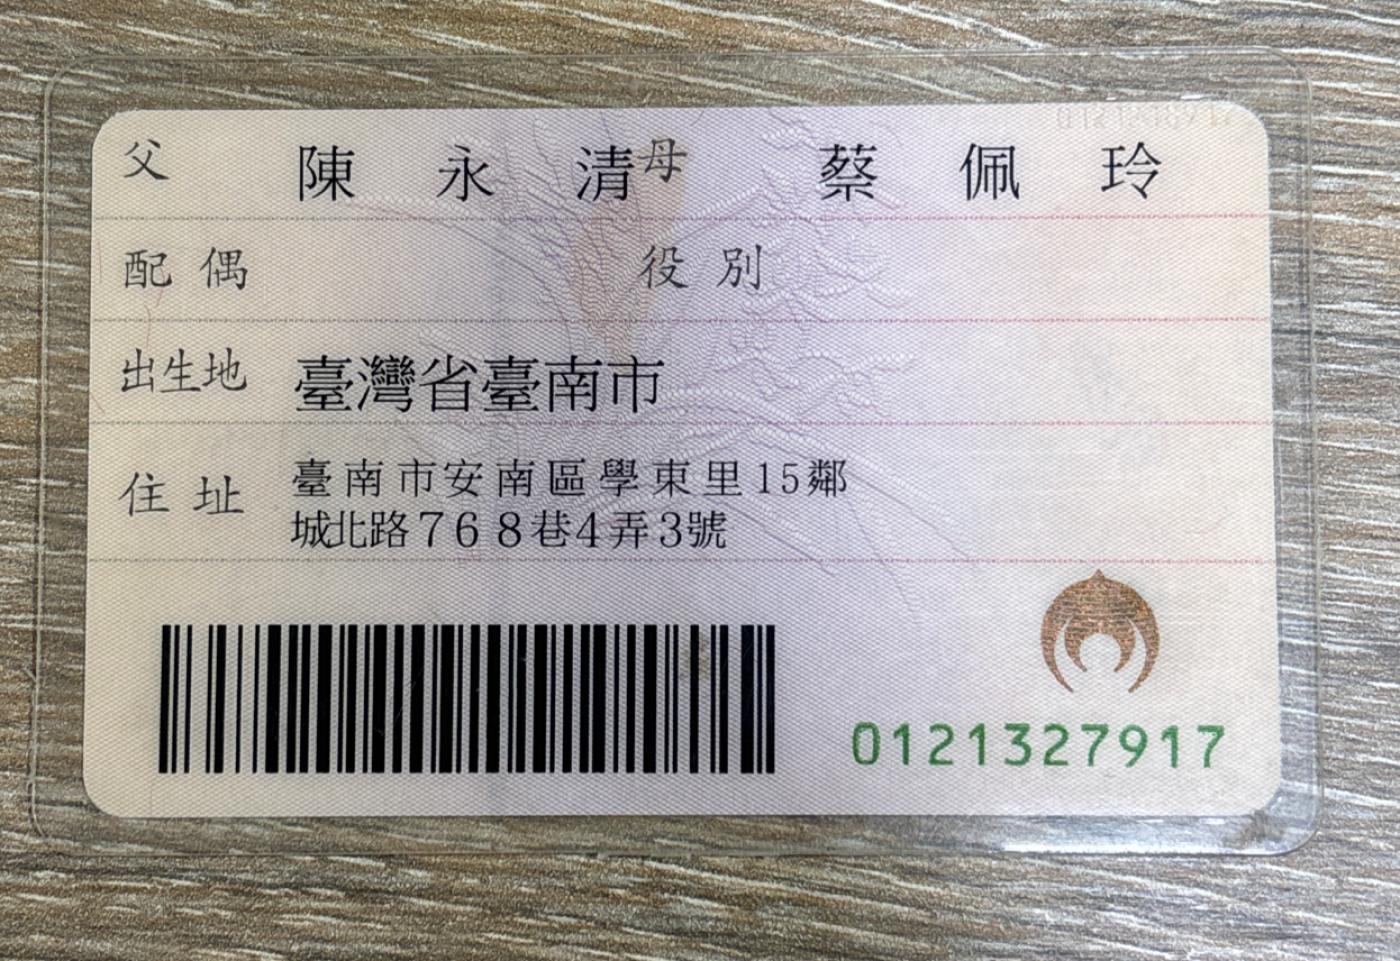 父 陳永清 母 蔡佩玲
配偶 役別
出生地 臺灣省臺南市
住址 臺南市安南區學東里15鄰
城北路768巷4弄3號
0121327917